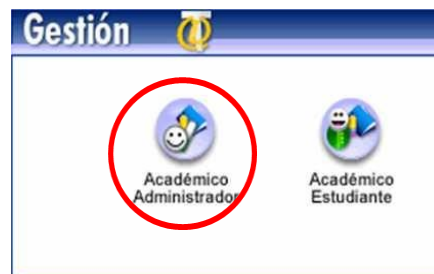 Gestión
Académico
Administrador
Académico
Estudiante